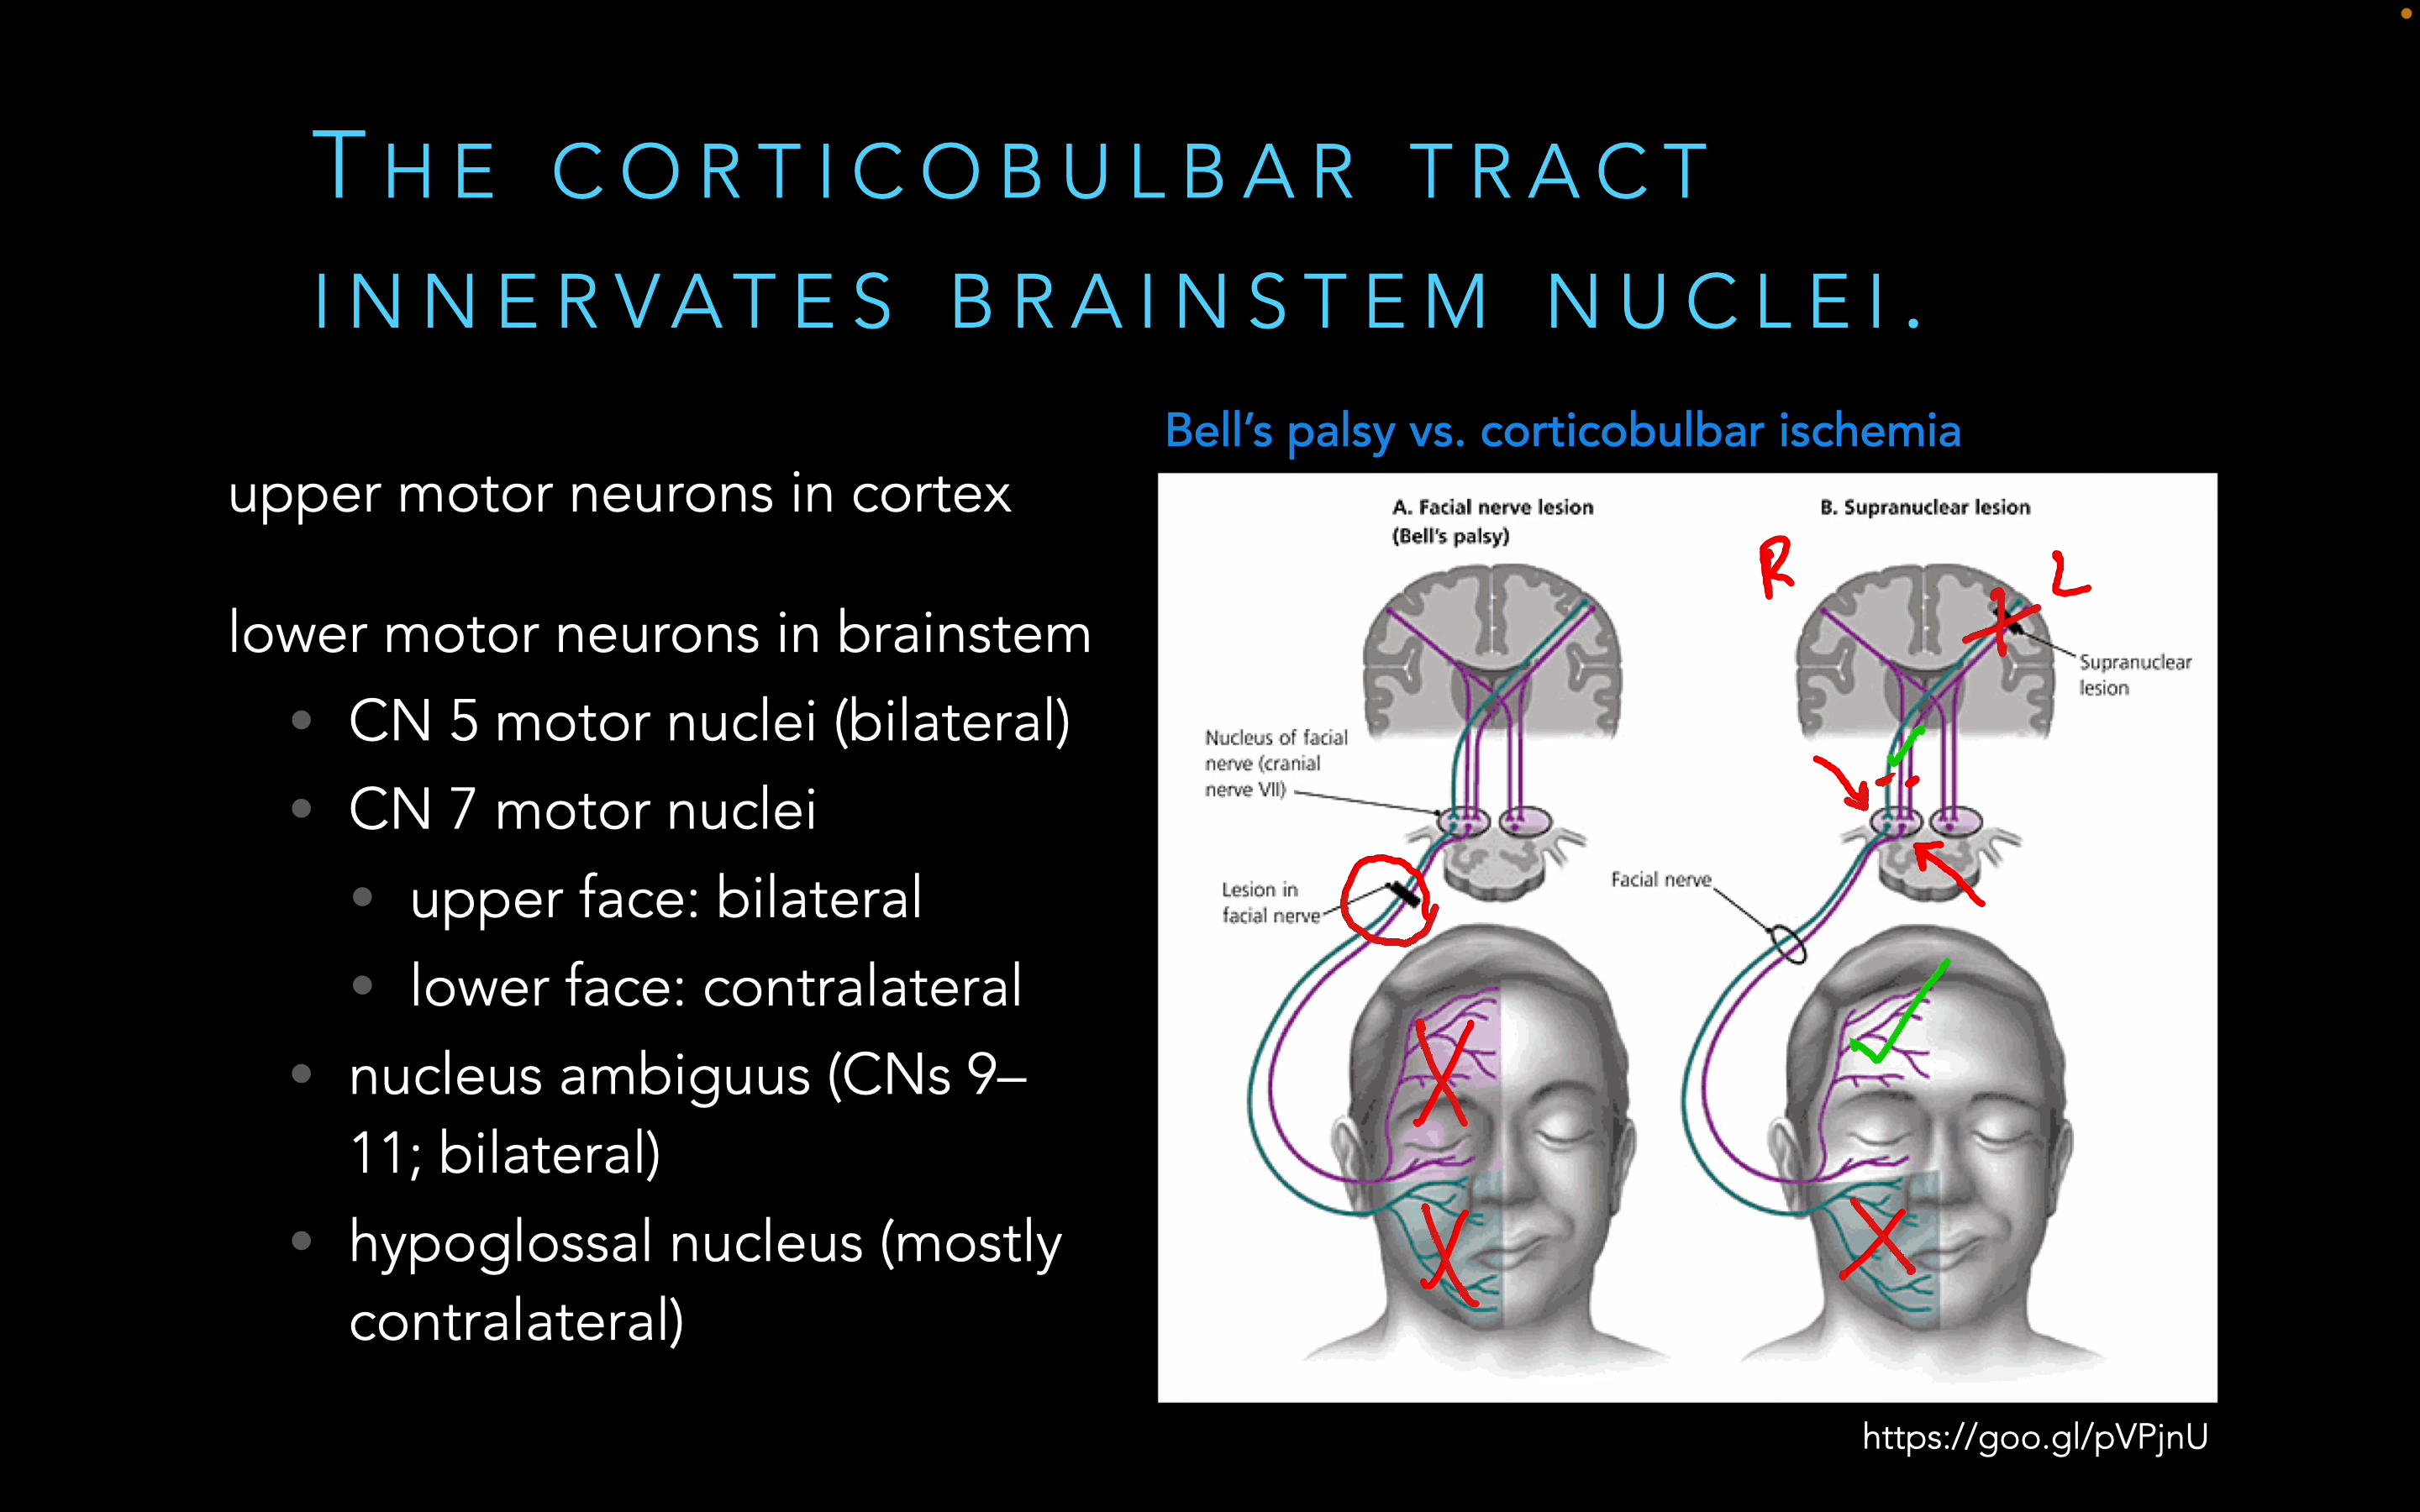 THE CORTICOBULBAR TRACT
INNERVATES BRAINSTEM NUCLEI.
upper motor neurons in cortex
lower motor neurons in brainstem
• CN 5 motor nuclei (bilateral)
• CN 7 motor nuclei
• upper face: bilateral
• lower face: contralateral
• nucleus ambiguus (CNs 9–
11; bilateral)
• hypoglossal nucleus (mostly
contralateral)
Bell’s palsy vs. corticobulbar ischemia
A. Facial nerve lesion
(Bell's palsy)
B. Supranuclear lesion
R
L
Supranuclear
lesion
Nucleus of facial
nerve (cranial
nerve VII)
Lesion in
facial nerve
Facial nerve
https://goo.gl/pVPjnU